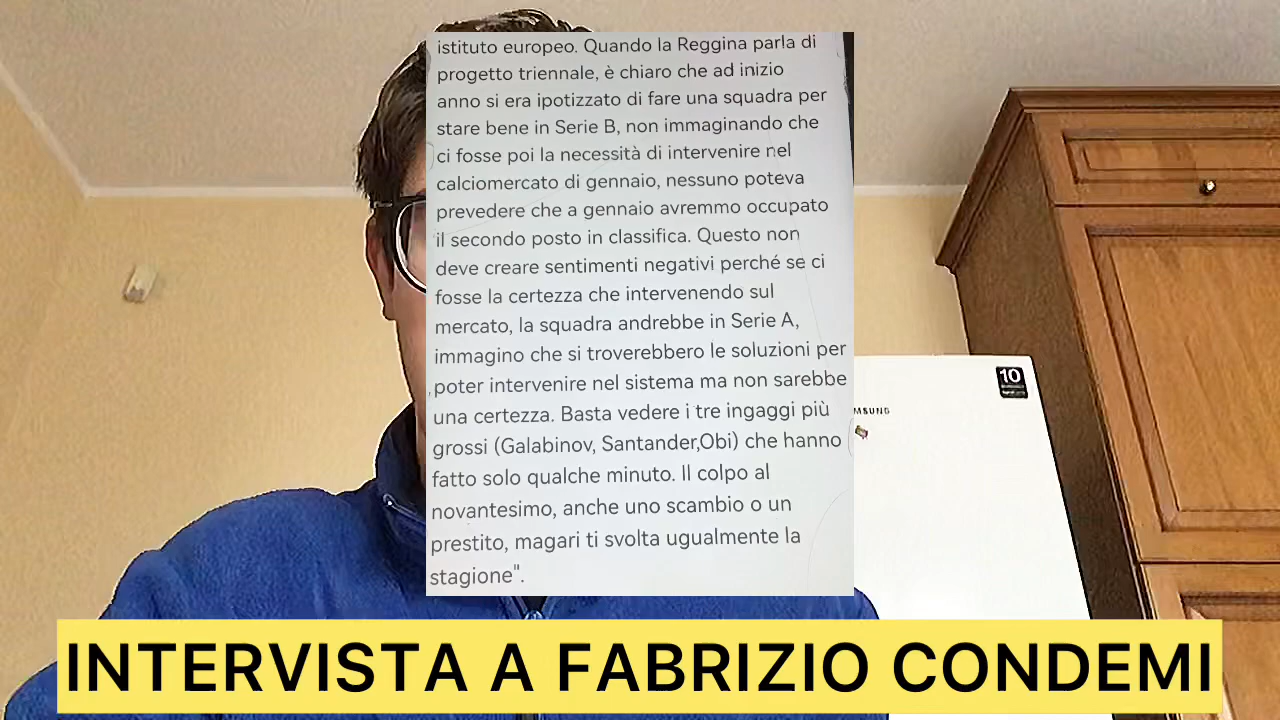 istituto europeo. Quando la Reggina parla di
progetto triennale, è chiaro che ad inizio
anno si era ipotizzato di fare una squadra per
stare bene in Serie B, non immaginando che
ci fosse poi la necessità di intervenire nel
calciomercato di gennaio, nessuno poteva
prevedere che a gennaio avremmo occupato
il secondo posto in classifica. Questo non
deve creare sentimenti negativi perché se ci
fosse la certezza che intervenendo sul
mercato, la squadra andrebbe in Serie A,
immagino che si troverebbero le soluzioni per
poter intervenire nel sistema ma non sarebbe
una certezza. Basta vedere i tre ingaggi più
grossi (Galabinov, Santander,Obi) che hanno
fatto solo qualche minuto. Il colpo al
novantesimo, anche uno scambio o un
prestito, magari ti svolta ugualmente la
stagione".
10
MSUNG
INTERVISTA A FABRIZIO CONDEMI